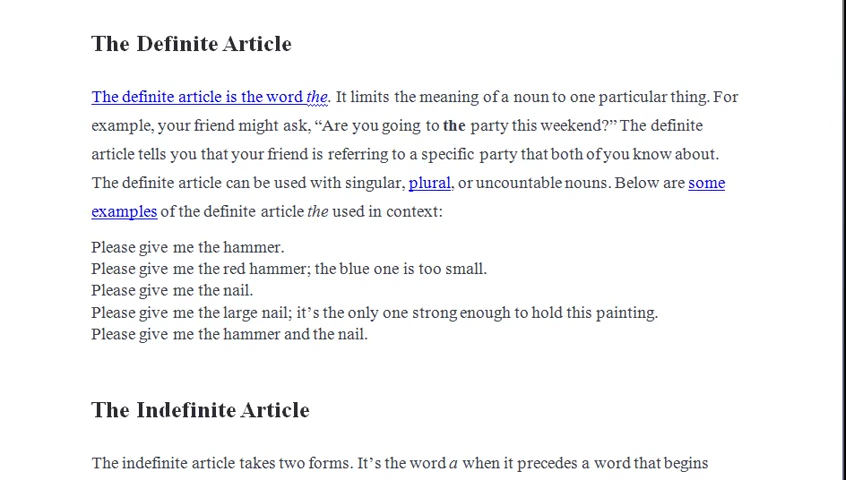 The Definite Article
The definite article is the word the. It limits the meaning of a noun to one particular thing. For
example, your friend might ask, “Are you going to the party this weekend?” The definite
article tells you that your friend is referring to a specific party that both of you know about.
The definite article can be used with singular, plural, or uncountable nouns. Below are some
examples of the definite article the used in context:
Please give me the hammer.
Please give me the red hammer; the blue one is too small.
Please give me the nail.
Please give me the large nail; it’s the only one strong enough to hold this painting.
Please give me the hammer and the nail.
The Indefinite Article
The indefinite article takes two forms. It’s the word a when it precedes a word that begins